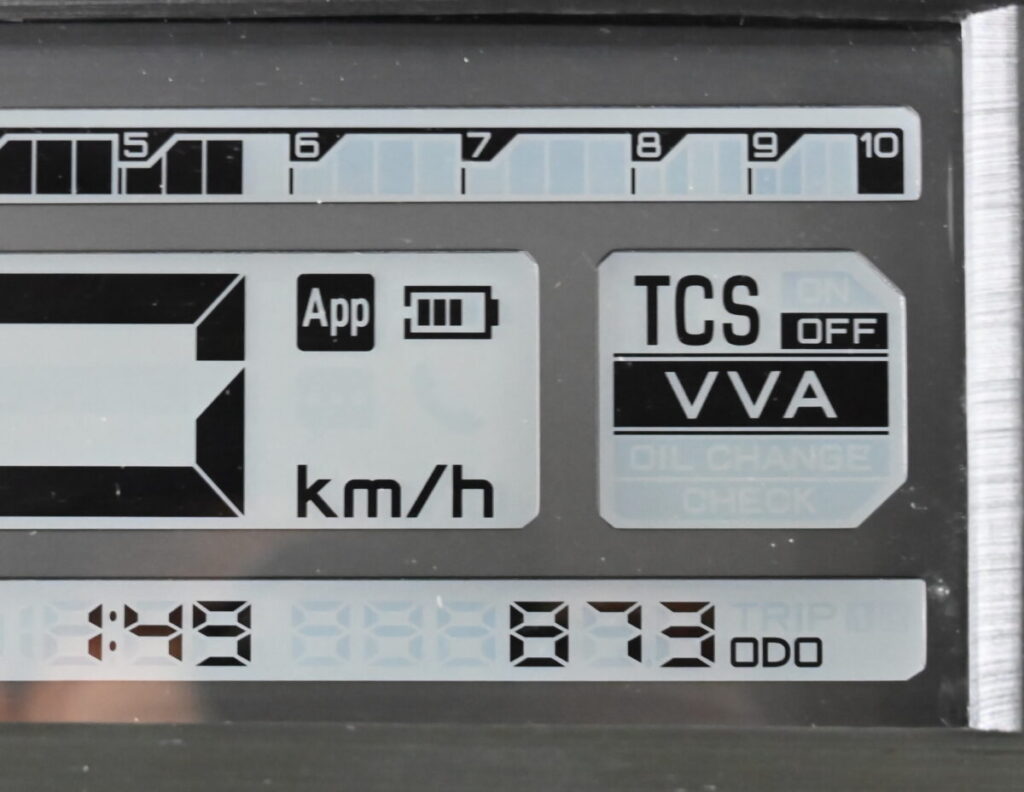 5 6 7 8 9 10
App
TCS ON
OFF
VVA
OIL CHANGE
CHECK
km/h
1:49 873 TRIP
ODO